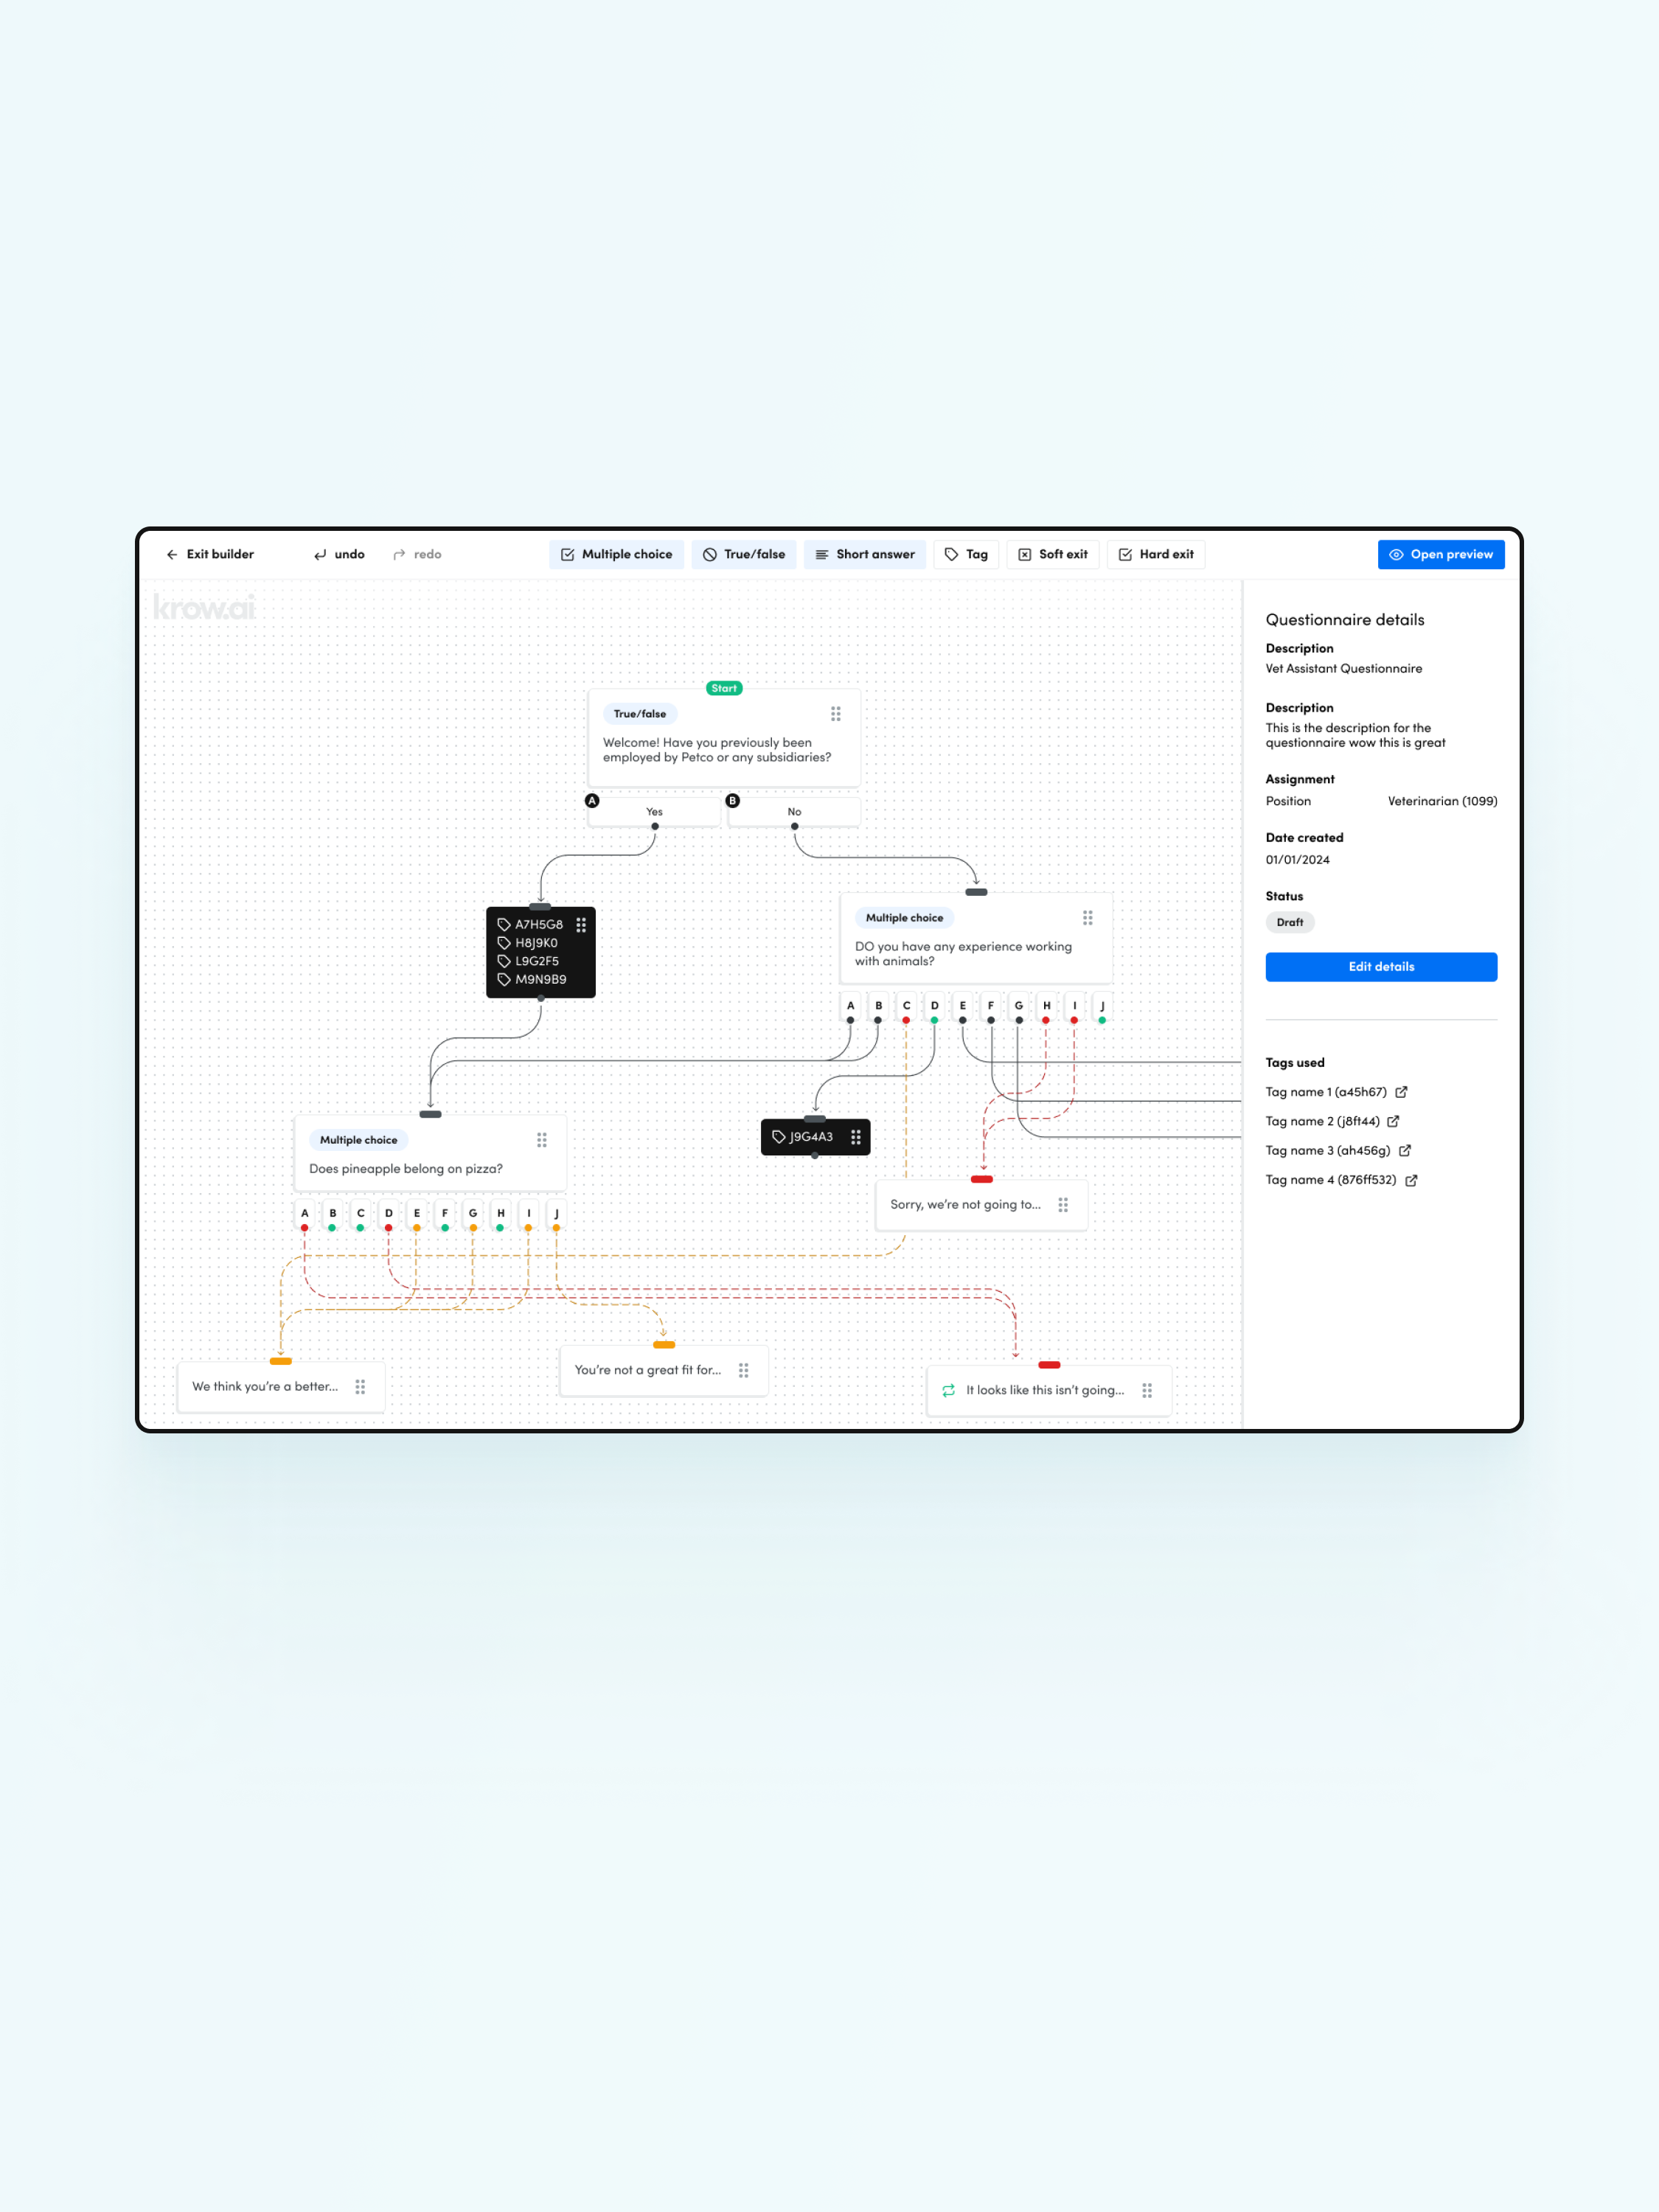 Exit builder
undo
redo
Multiple choice
True/false
Short answer
Tag
Soft exit
Hard exit
Open preview
krow.ai
Start
True/false
Welcome! Have you previously been
employed by Petco or any subsidiaries?
A
Yes
B
No
A7H5G8
H8J9K0
L9G2F5
M9N9B9
Multiple choice
DO you have any experience working
with animals?
A B C D E F G H I J
Multiple choice
Does pineapple belong on pizza?
A B C D E F G H I J
J9G4A3
Sorry, we're not going to...
We think you're a better...
You're not a great fit for...
It looks like this isn't going...
Questionnaire details
Description
Vet Assistant Questionnaire
Description
This is the description for the
questionnaire wow this is great
Assignment
Position Veterinarian (1099)
Date created
01/01/2024
Status
Draft
Edit details
Tags used
Tag name 1 (a45h67)
Tag name 2 (j8ft44)
Tag name 3 (ah456g)
Tag name 4 (876ff532)